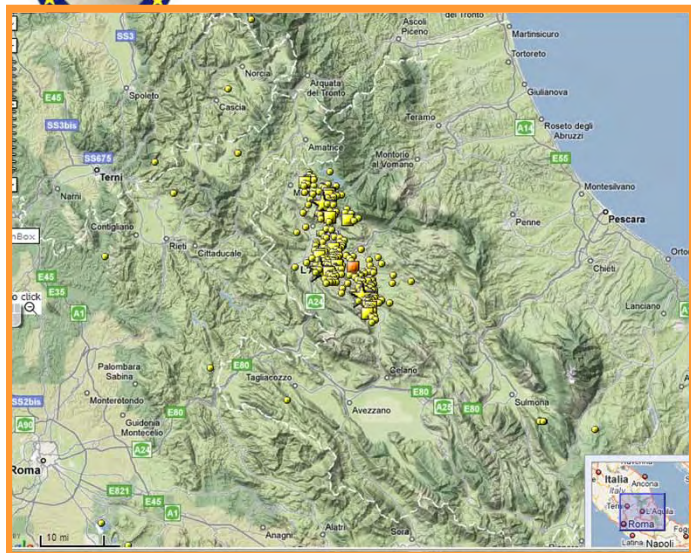 Ascoli
Piceno
del Tronto
Martinsicuro
SS3
Tortoreto
Norcia
Arquata
del Tronto
Giulianova
E45
Spoleto
Cascia
Teramo
Roseto degli
Abruzzi
A14
SS3bis
Amatrice
E55
SS675
Montorio
al Vomano
Terni
Montesilvano
Narni
Penne
Pescara
Contigliano
Rieti
Cittaducale
Chieti
E45
E35
o click
A24
A1
Lanciano
Palombara
Sabina
E80
Tagliacozzo
Celano
E80
SS2bis
Monterotondo
A25
E80
Sulmona
A90
Guidonia
Montecelio
E80
Avezzano
A24
Roma
E821
E45
A1
Italia
Italy
Ancona
L'Aquila
Roma
10 mi
Anagni
Alatri
Sora
Latina
Napoli